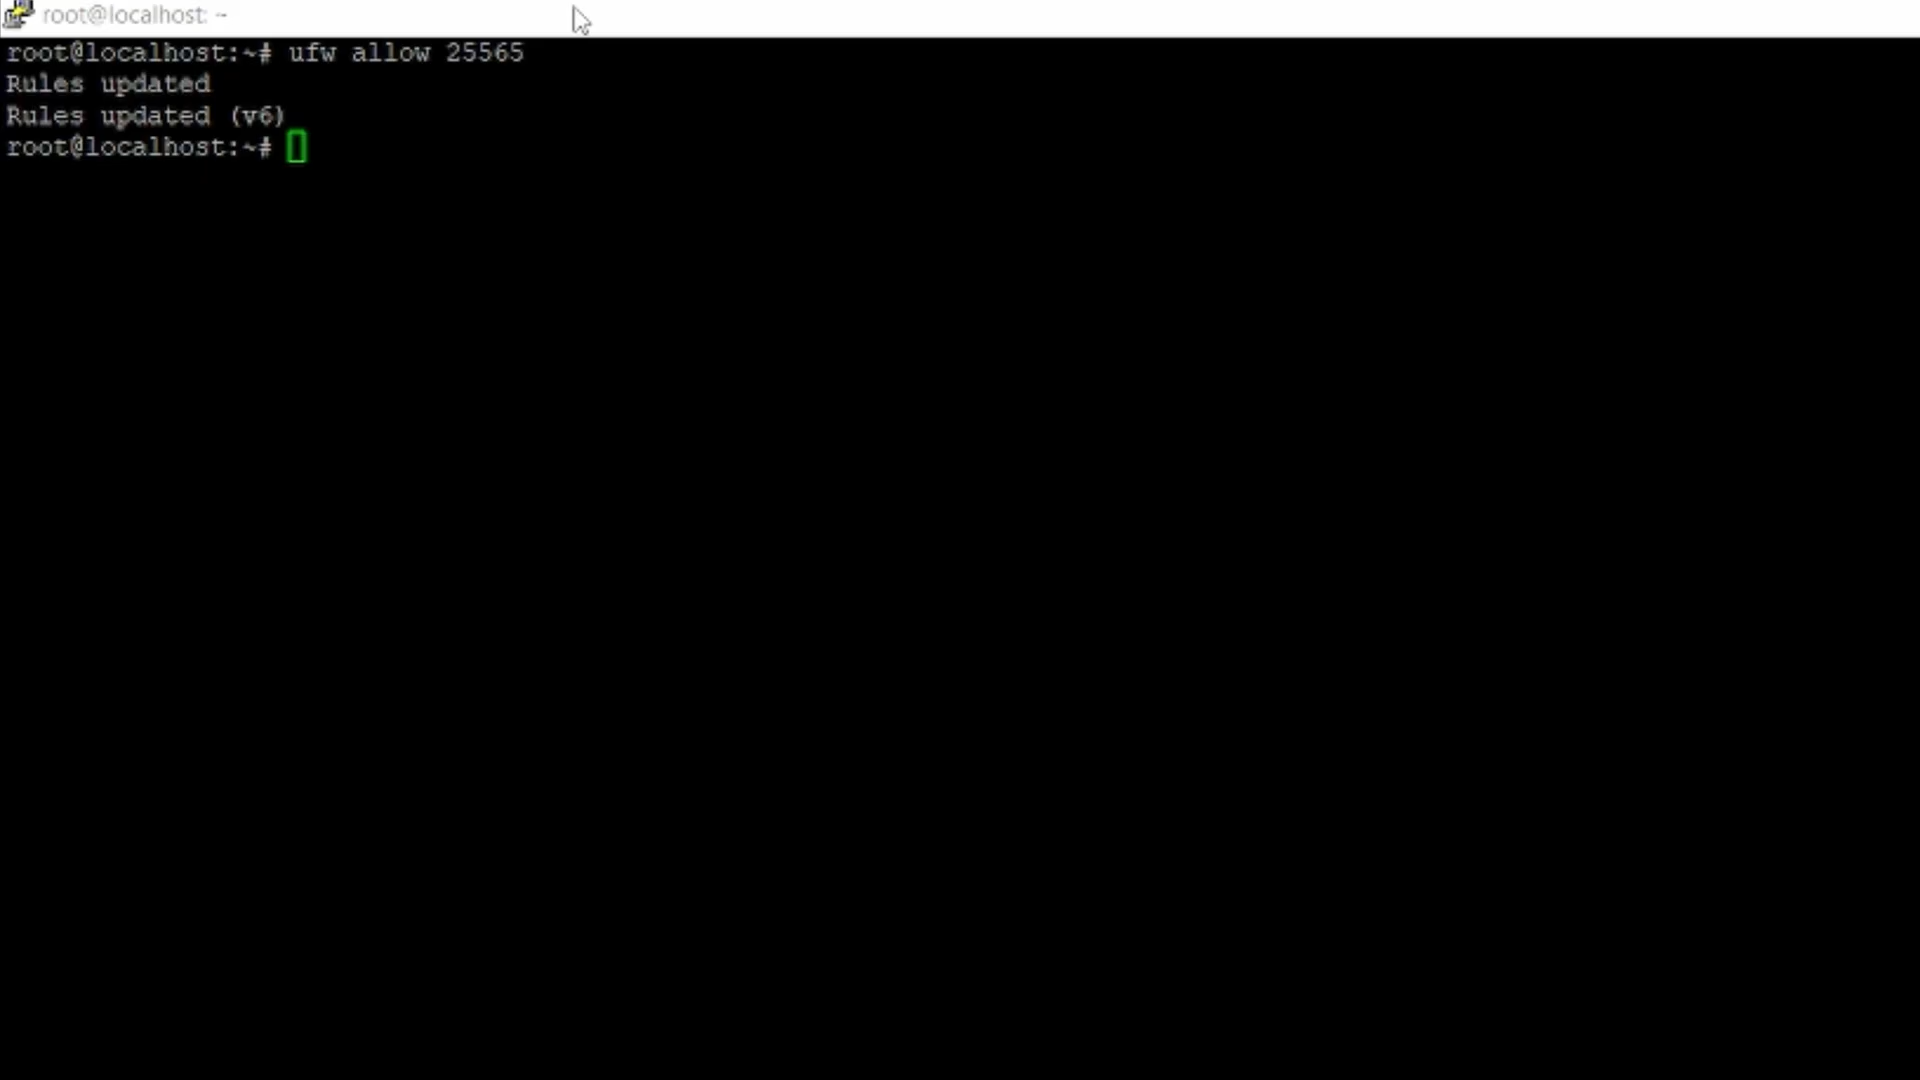 root@localhost: ~
root@localhost:~# ufw allow 25565
Rules updated
Rules updated (v6)
root@localhost:~#